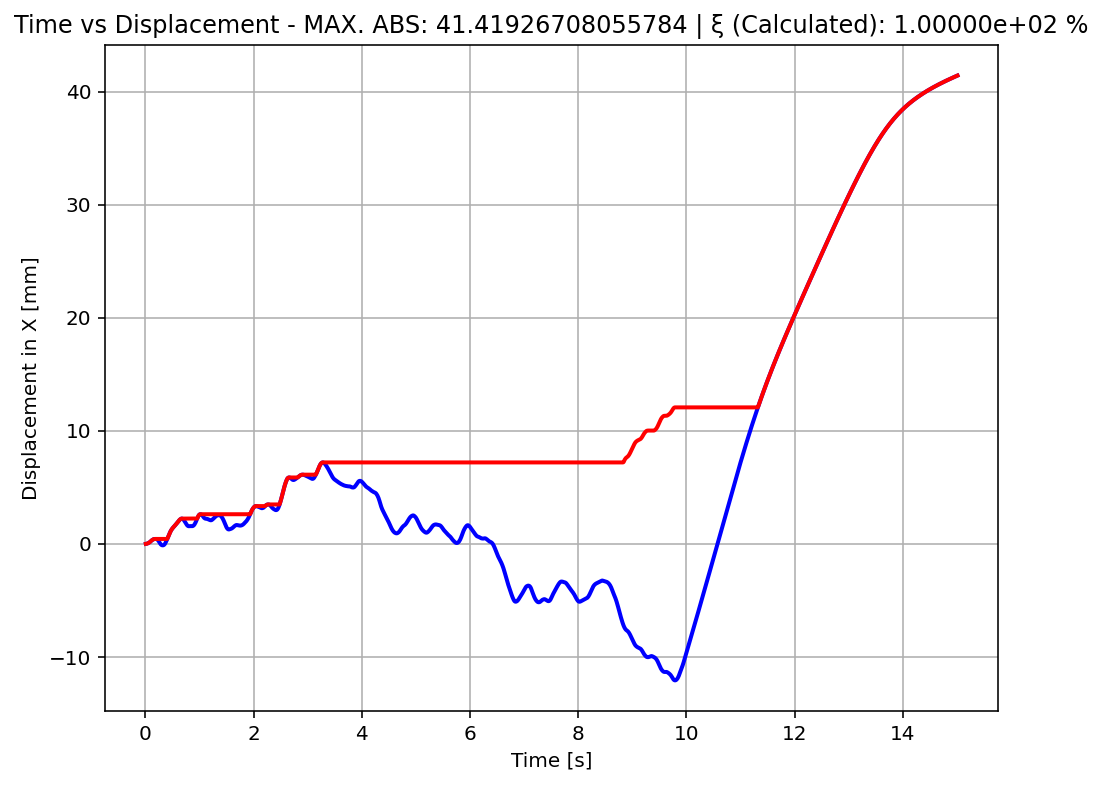 Time vs Displacement - MAX. ABS: 41.41926708055784 | ξ (Calculated): 1.00000e+02 %
40
30
20
10
0
−10
Displacement in X [mm]
0 2 4 6 8 10 12 14
Time [s]